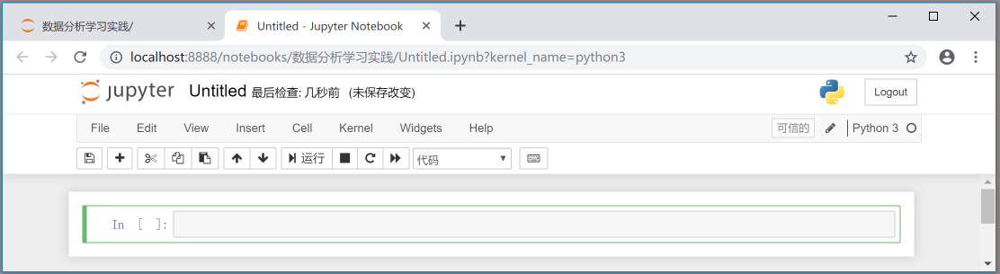 数据分析学习实践/ Untitled - Jupyter Notebook
localhost:8888/notebooks/数据分析学习实践/Untitled.ipynb?kernel_name=python3
jupyter Untitled 最后检查: 几秒前 (未保存改变) Logout
File Edit View Insert Cell Kernel Widgets Help 可信的 Python 3
运行 代码
In [ ]: